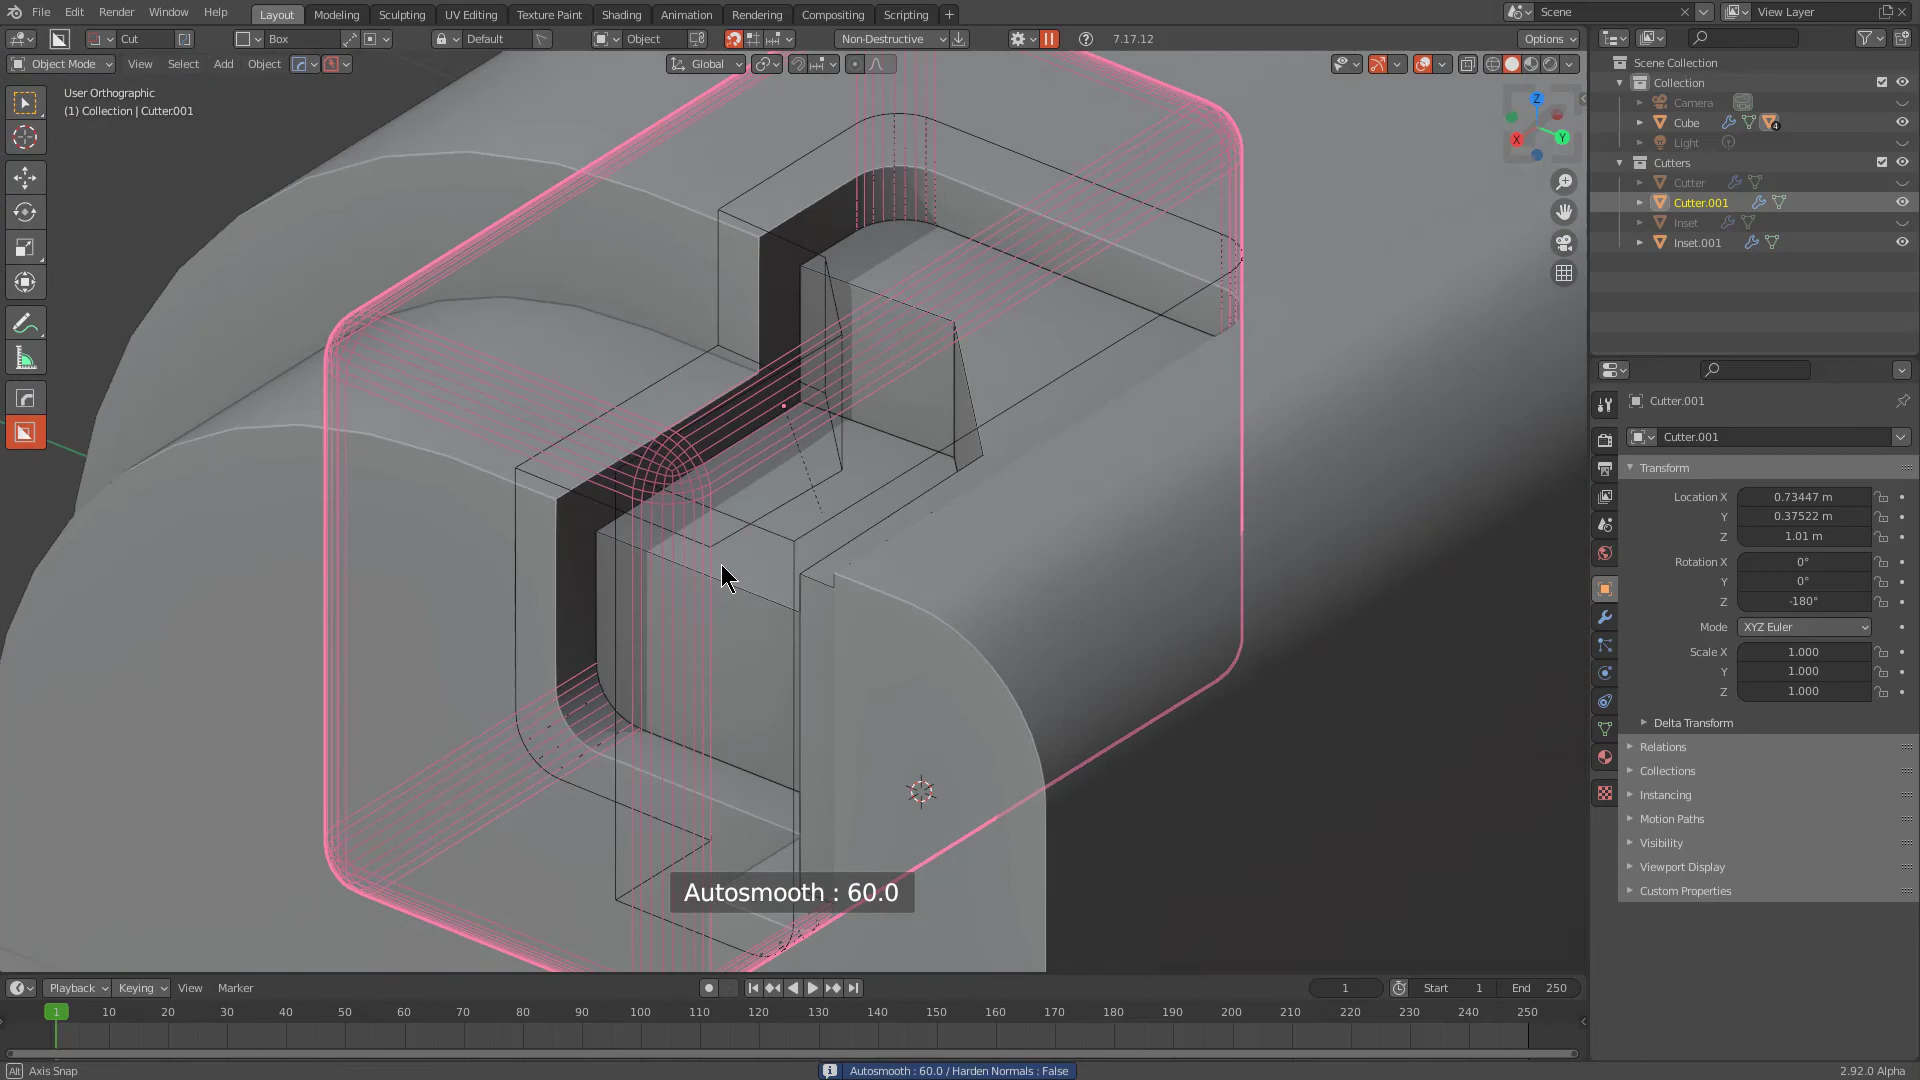 File Edit Render Window Help Layout Modeling Sculpting UV Editing Texture Paint Shading Animation Rendering Compositing Scripting + Scene View Layer
Cut Box Default Object Non-Destructive 7.17.12 Options
Object Mode View Select Add Object Global
User Orthographic
(1) Collection | Cutter.001
Z
X
Y
Scene Collection
Collection
Camera
Cube 4
Light
Cutters
Cutter
Cutter.001
Inset
Inset.001
Cutter.001
Cutter.001
Transform
Location X 0.73447 m
Y 0.37522 m
Z 1.01 m
Rotation X 0°
Y 0°
Z -180°
Mode XYZ Euler
Scale X 1.000
Y 1.000
Z 1.000
Delta Transform
Relations
Collections
Instancing
Motion Paths
Visibility
Viewport Display
Custom Properties
Autosmooth : 60.0
Playback Keying View Marker 1 Start 1 End 250
1 10 20 30 40 50 60 70 80 90 100 110 120 130 140 150 160 170 180 190 200 210 220 230 240 250
Alt Axis Snap Autosmooth : 60.0 / Harden Normals : False 2.92.0 Alpha